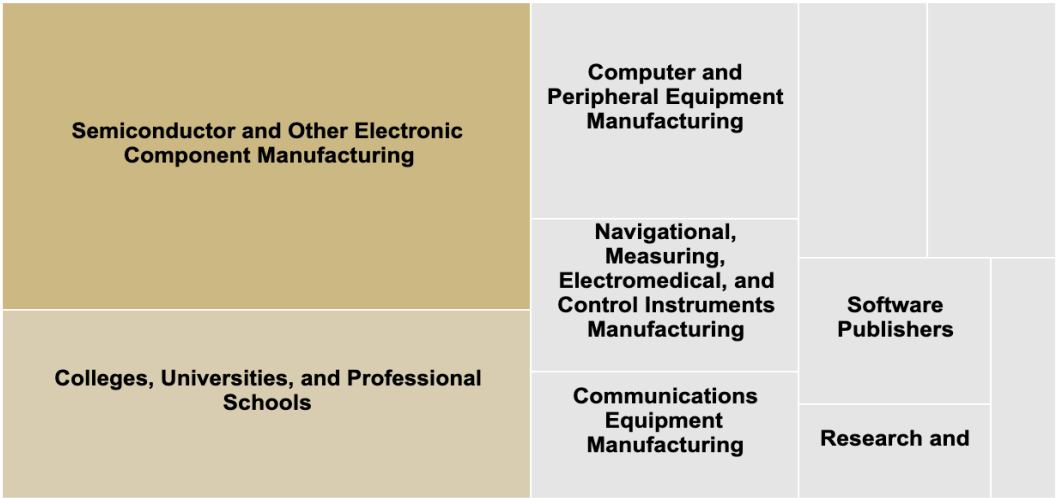 Semiconductor and Other Electronic
Component Manufacturing
Colleges, Universities, and Professional
Schools
Computer and
Peripheral Equipment
Manufacturing
Navigational,
Measuring,
Electromedical, and
Control Instruments
Manufacturing
Communications
Equipment
Manufacturing
Software
Publishers
Research and